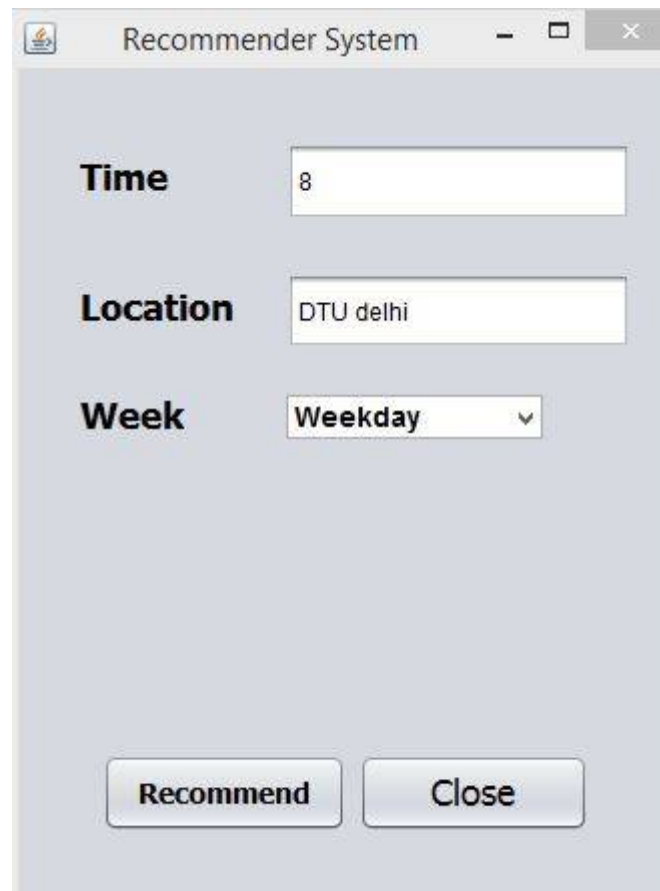 Recommender System
Time 8
Location DTU delhi
Week Weekday
Recommend Close